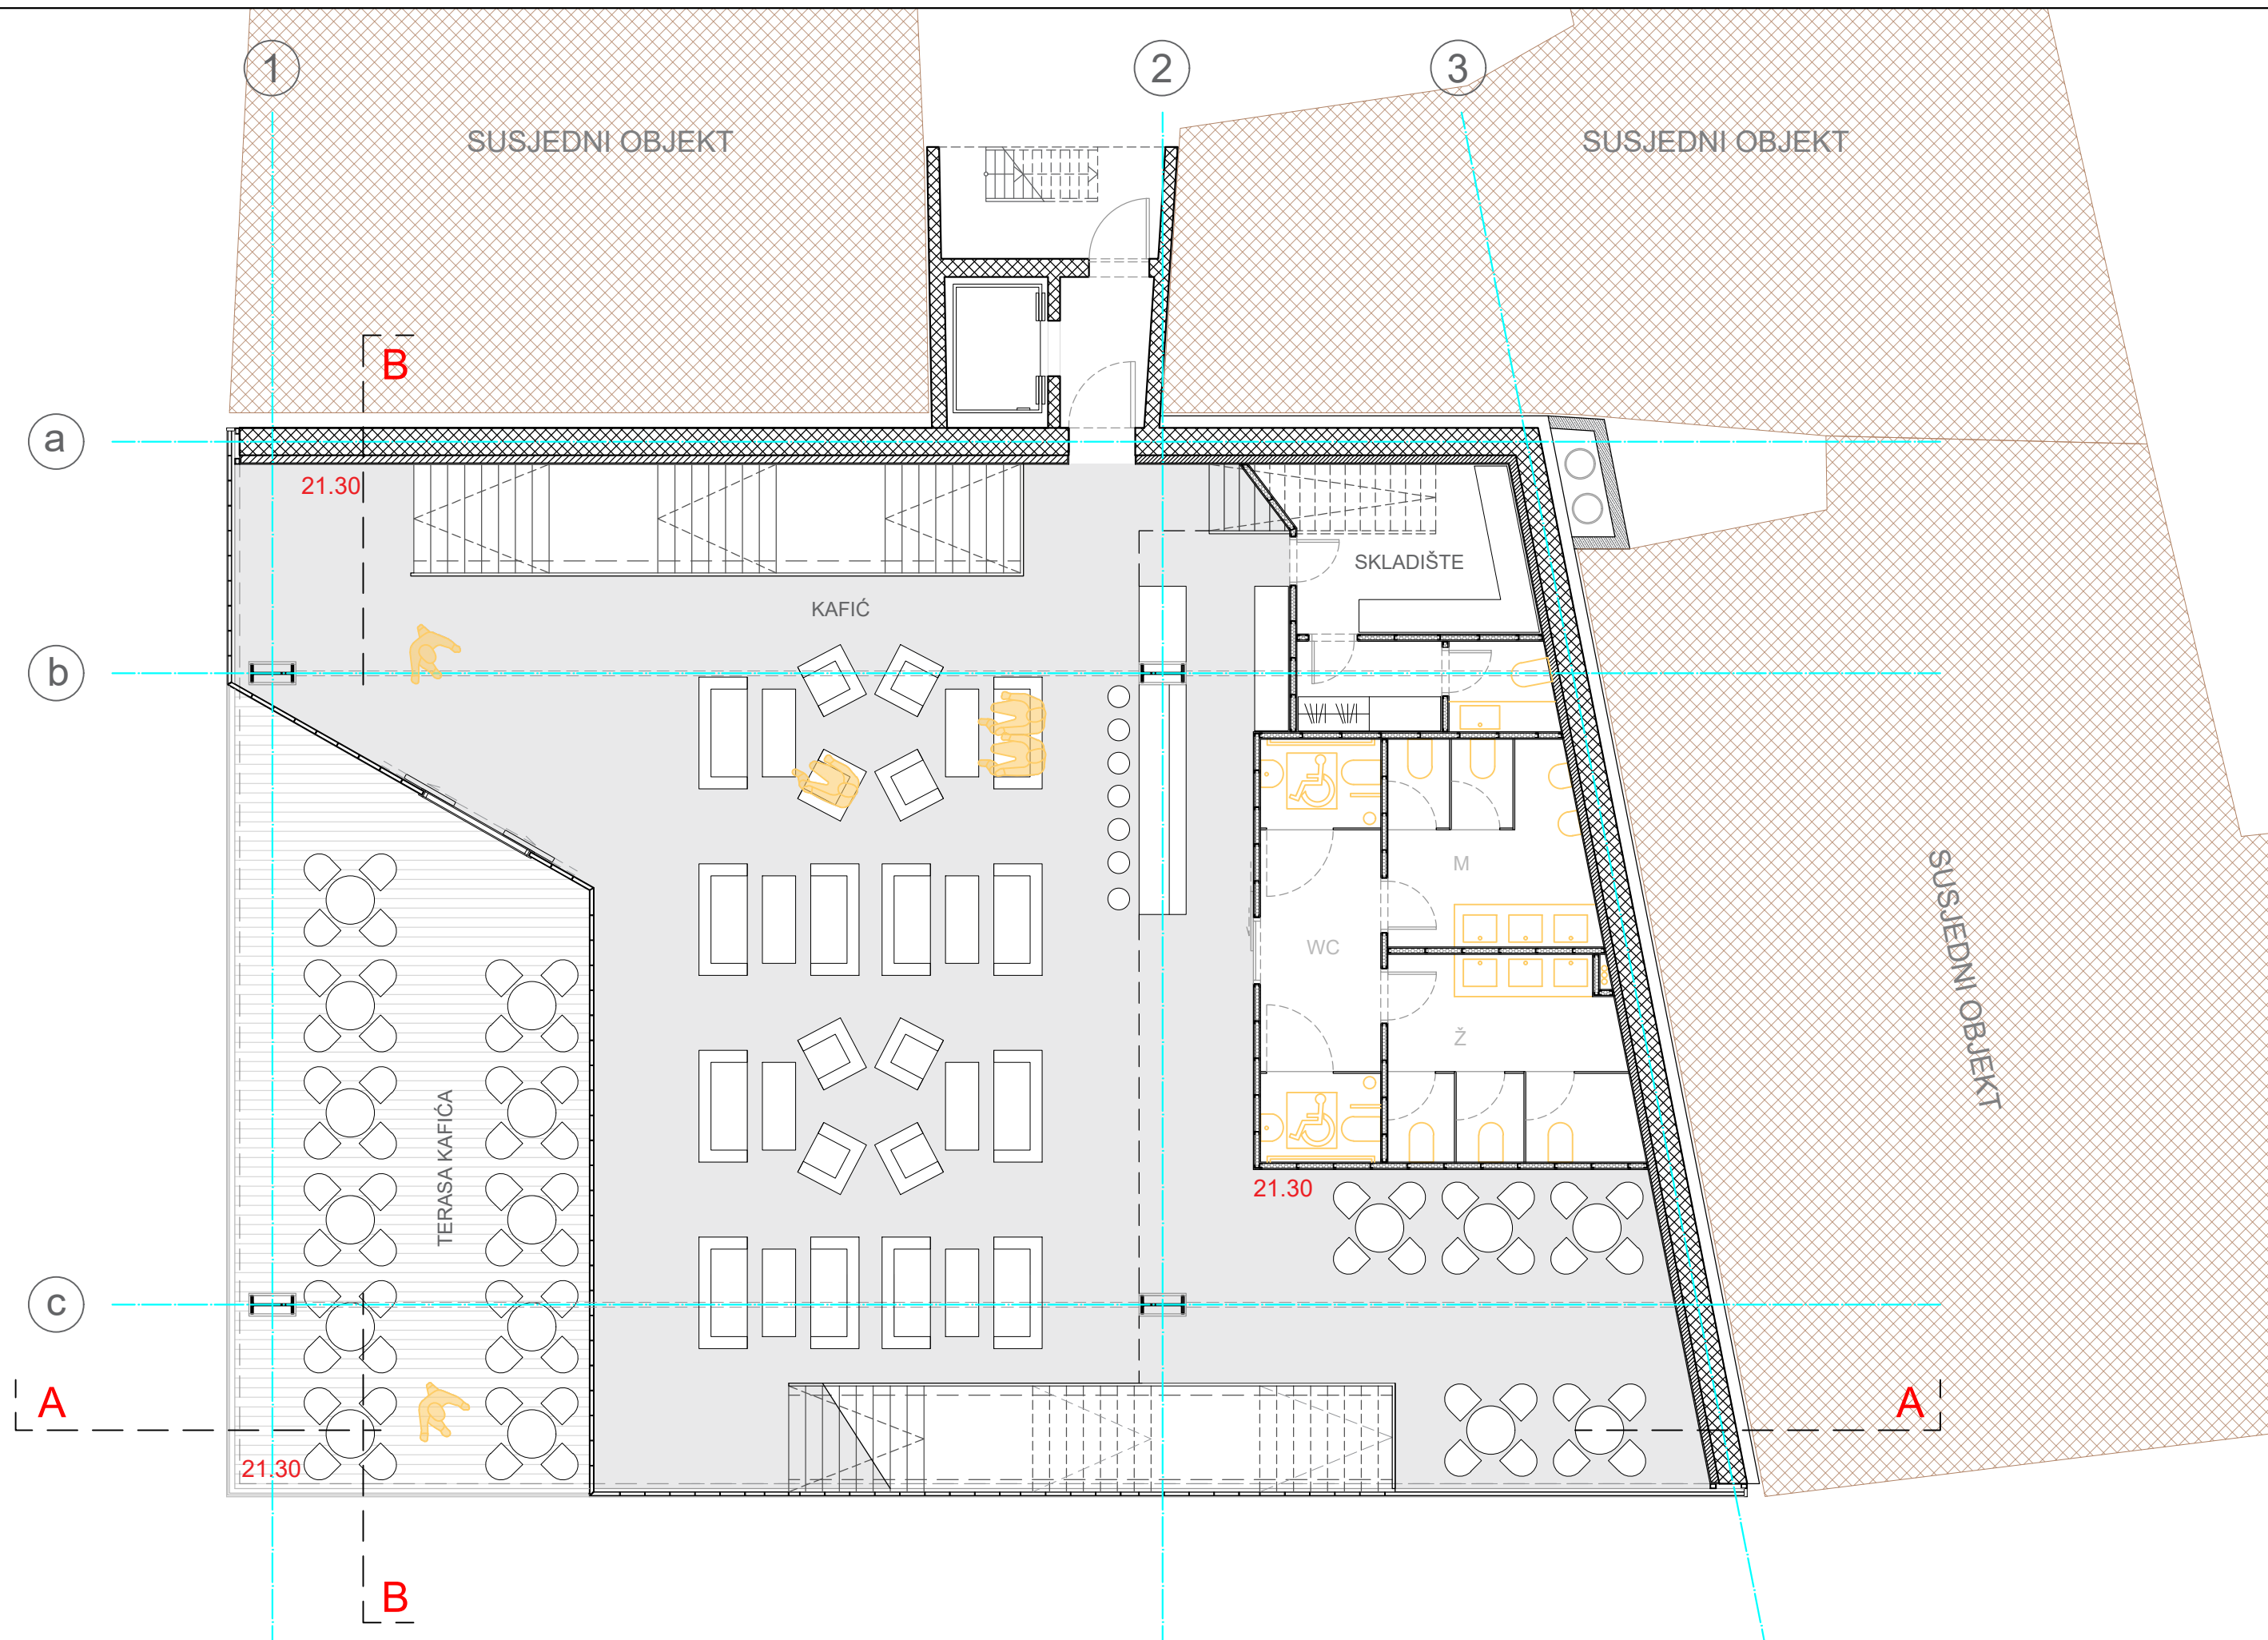 1
2
3
SUSJEDNI OBJEKT
SUSJEDNI OBJEKT
B
a
21.30
SKLADIŠTE
KAFIĆ
b
M
SUSJEDNI OBJEKT
WC
Ž
TERASA KAFIĆA
21.30
c
A
A
21.30
B